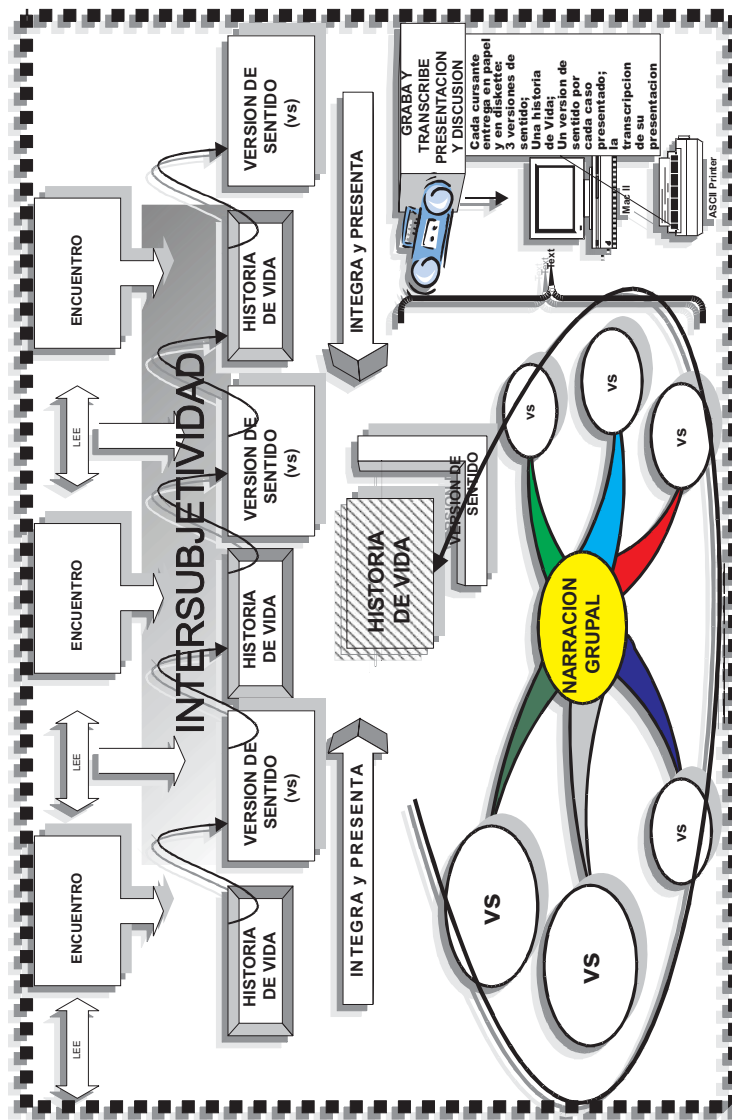 LEE
ENCUENTRO
LEE
ENCUENTRO
LEE
ENCUENTRO
INTERSUBJETIVIDAD
HISTORIA
DE VIDA
VERSION DE
SENTIDO
(vs)
HISTORIA
DE VIDA
VERSION DE
SENTIDO
(vs)
HISTORIA
DE VIDA
VERSION DE
SENTIDO
(vs)
INTEGRA y PRESENTA
INTEGRA y PRESENTA
HISTORIA
DE VIDA
VERSION DE
SENTIDO
GRABA Y
TRANSCRIBE
PRESENTACION
Y DISCUSION
Cada cursante
entrega en papel
y en diskette:
3 versiones de
sentido;
Una historia
de Vida;
Un version de
sentido por
cada caso
presentado;
la
transcripcion
de su
presentacion
Mac II
ASCII Printer
Text
Text
NARRACION
GRUPAL
vs
vs
vs
vs
vs
vs